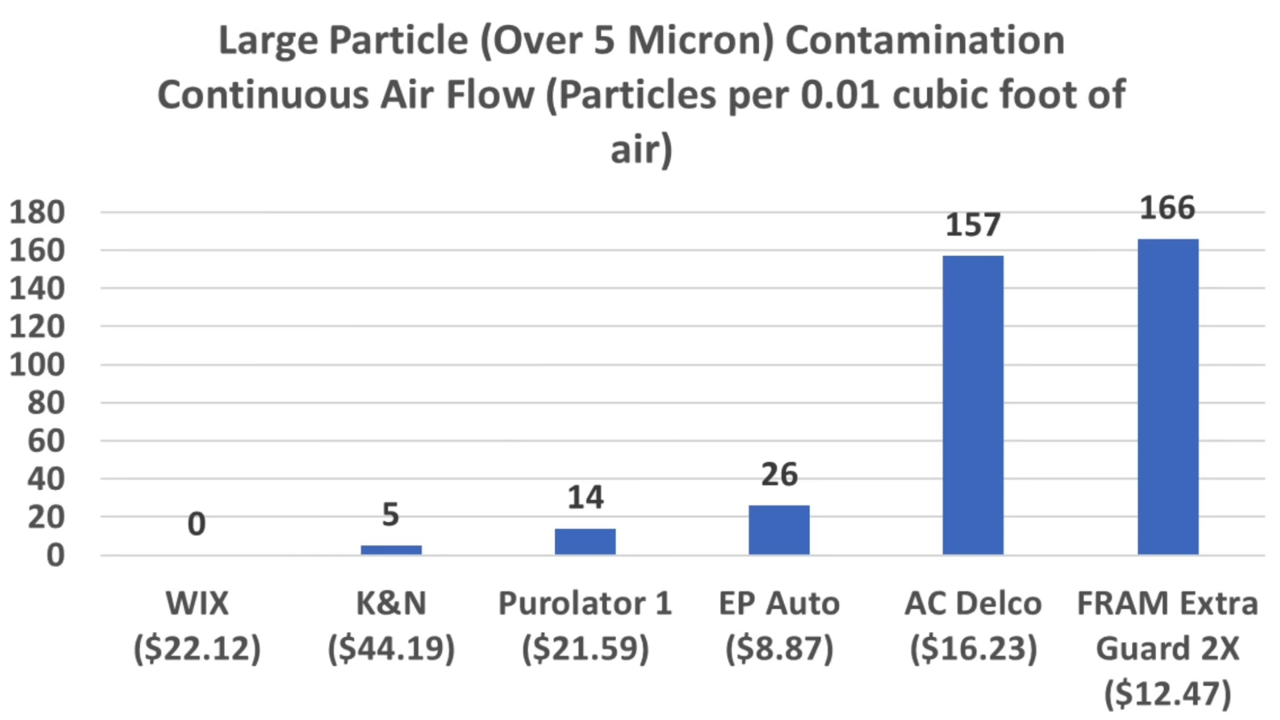 Large Particle (Over 5 Micron) Contamination
Continuous Air Flow (Particles per 0.01 cubic foot of
air)
180
160
140
120
100
80
60
40
20
0
0
5
14
26
157
166
WIX
($22.12)
K&N
($44.19)
Purolator 1
($21.59)
EP Auto
($8.87)
AC Delco
($16.23)
FRAM Extra
Guard 2X
($12.47)